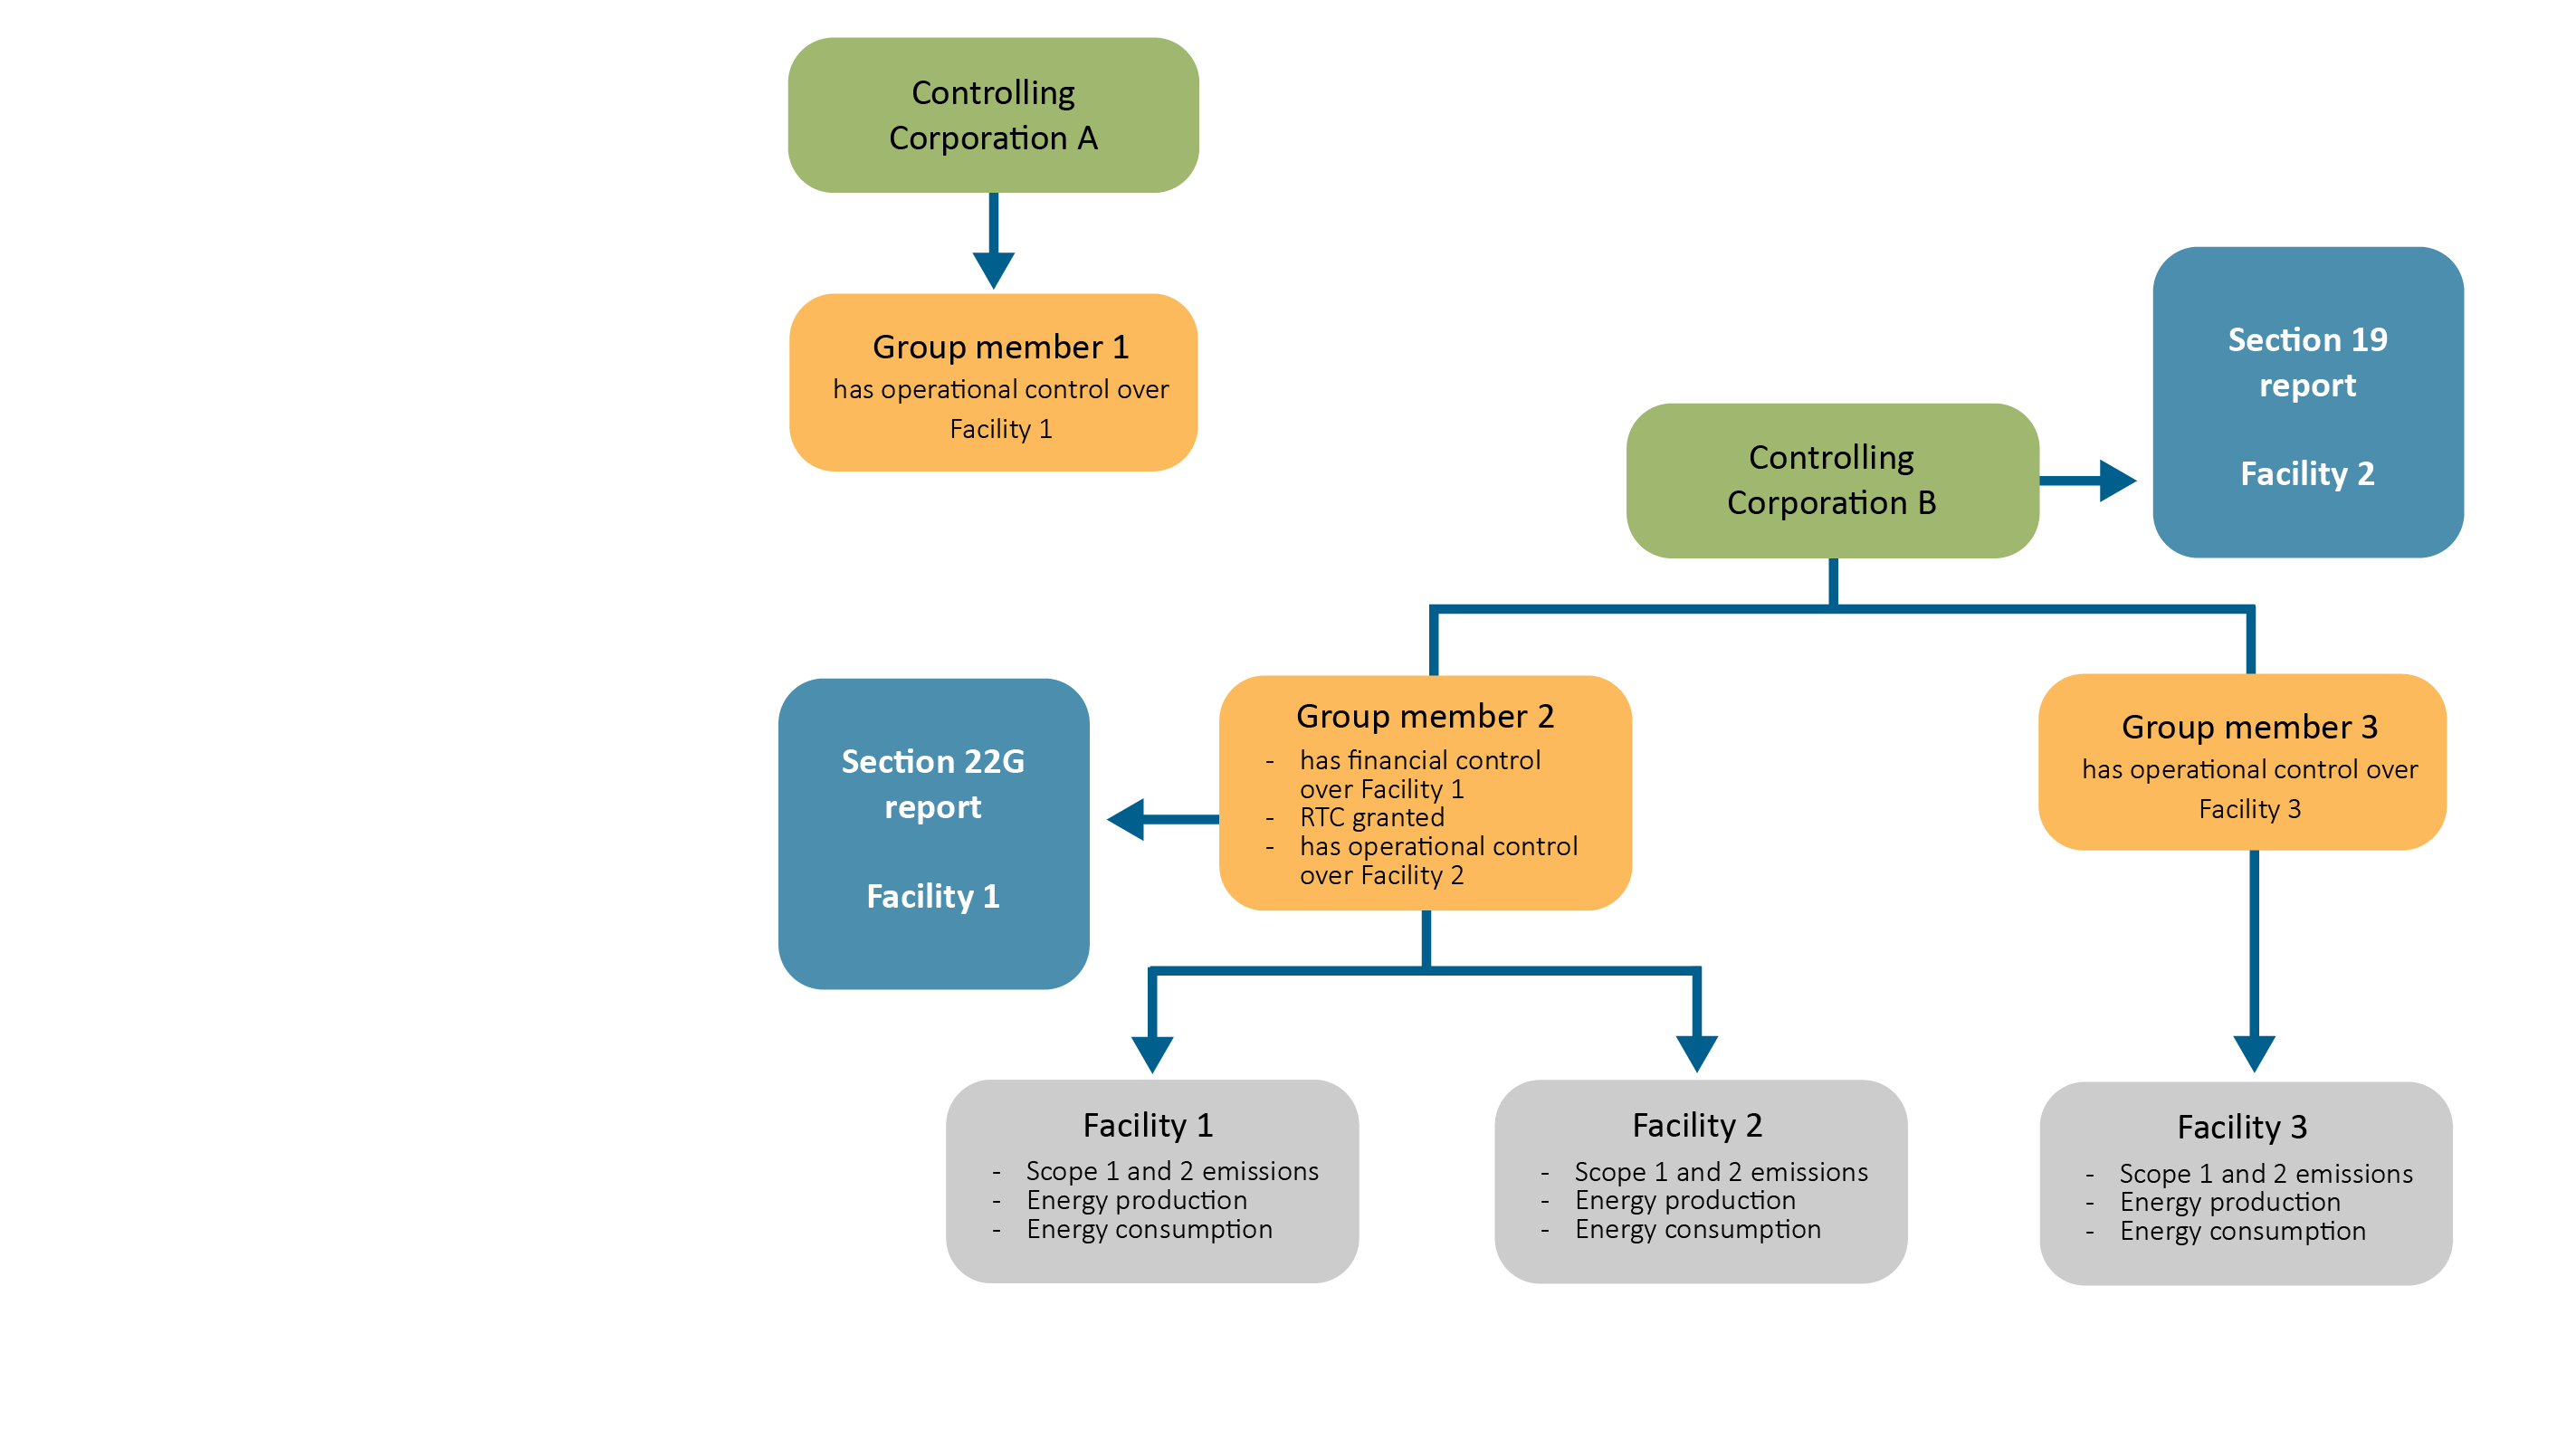 Controlling
Corporation A
Group member 1
has operational control over
Facility 1
Section 19
report
Facility 2
Controlling
Corporation B
Section 22G
report
Facility 1
Group member 2
- has financial control
over Facility 1
- RTC granted
- has operational control
over Facility 2
Group member 3
has operational control over
Facility 3
Facility 1
- Scope 1 and 2 emissions
- Energy production
- Energy consumption
Facility 2
- Scope 1 and 2 emissions
- Energy production
- Energy consumption
Facility 3
- Scope 1 and 2 emissions
- Energy production
- Energy consumption